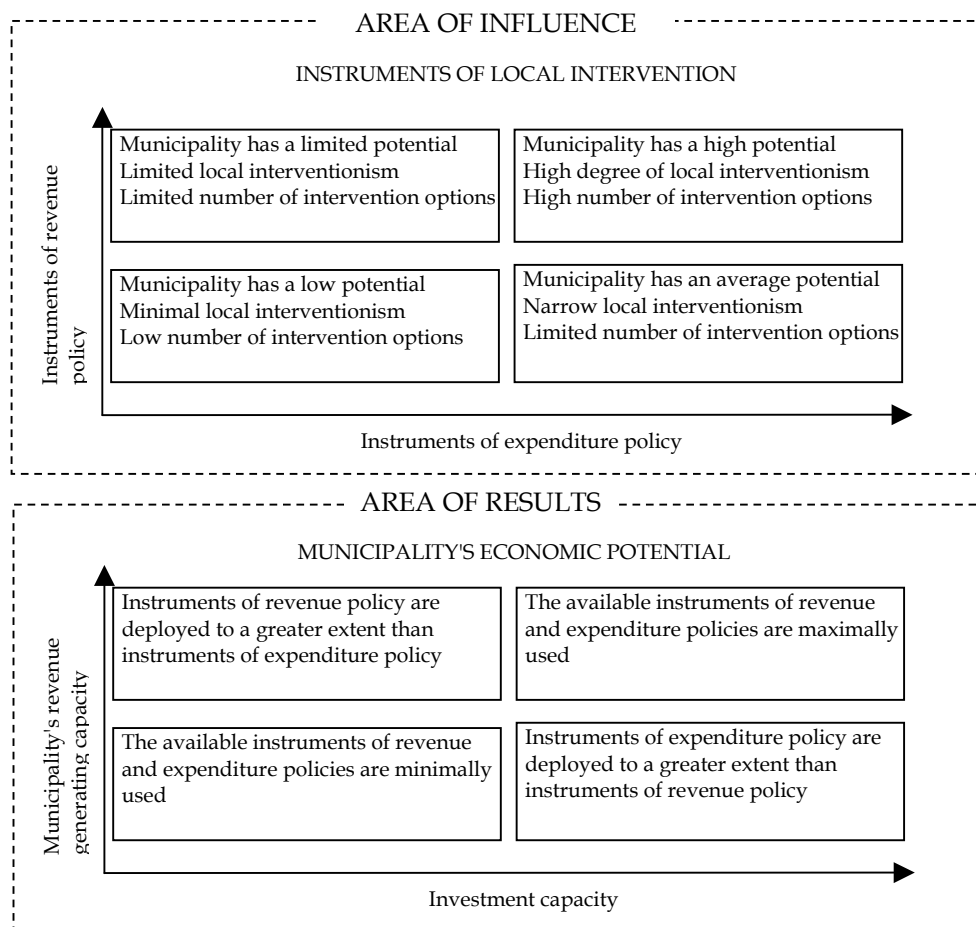 AREA OF INFLUENCE
INSTRUMENTS OF LOCAL INTERVENTION
Instruments of revenue
policy
Municipality has a limited potential
Limited local interventionism
Limited number of intervention options
Municipality has a high potential
High degree of local interventionism
High number of intervention options
Municipality has a low potential
Minimal local interventionism
Low number of intervention options
Municipality has an average potential
Narrow local interventionism
Limited number of intervention options
Instruments of expenditure policy
AREA OF RESULTS
MUNICIPALITY'S ECONOMIC POTENTIAL
Municipality's revenue
generating capacity
Instruments of revenue policy are
deployed to a greater extent than
instruments of expenditure policy
The available instruments of revenue
and expenditure policies are maximally
used
The available instruments of revenue
and expenditure policies are minimally
used
Instruments of expenditure policy are
deployed to a greater extent than
instruments of revenue policy
Investment capacity